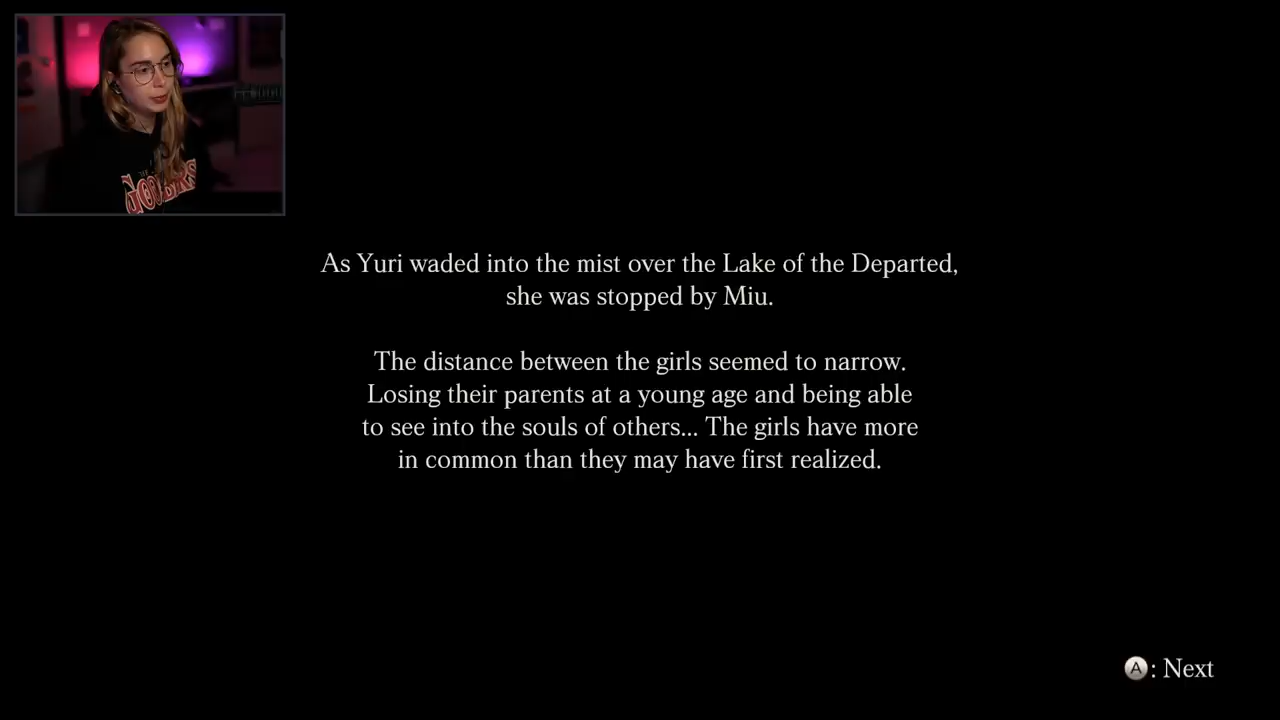 GOONIES
As Yuri waded into the mist over the Lake of the Departed,
she was stopped by Miu.
The distance between the girls seemed to narrow.
Losing their parents at a young age and being able
to see into the souls of others... The girls have more
in common than they may have first realized.
A: Next